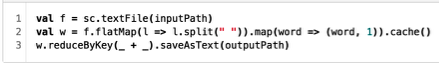 1 val f = sc.textFile(inputPath)
2 val w = f.flatMap(l => l.split(" ")).map(word => (word, 1)).cache()
3 w.reduceByKey(_ + _).saveAsText(outputPath)